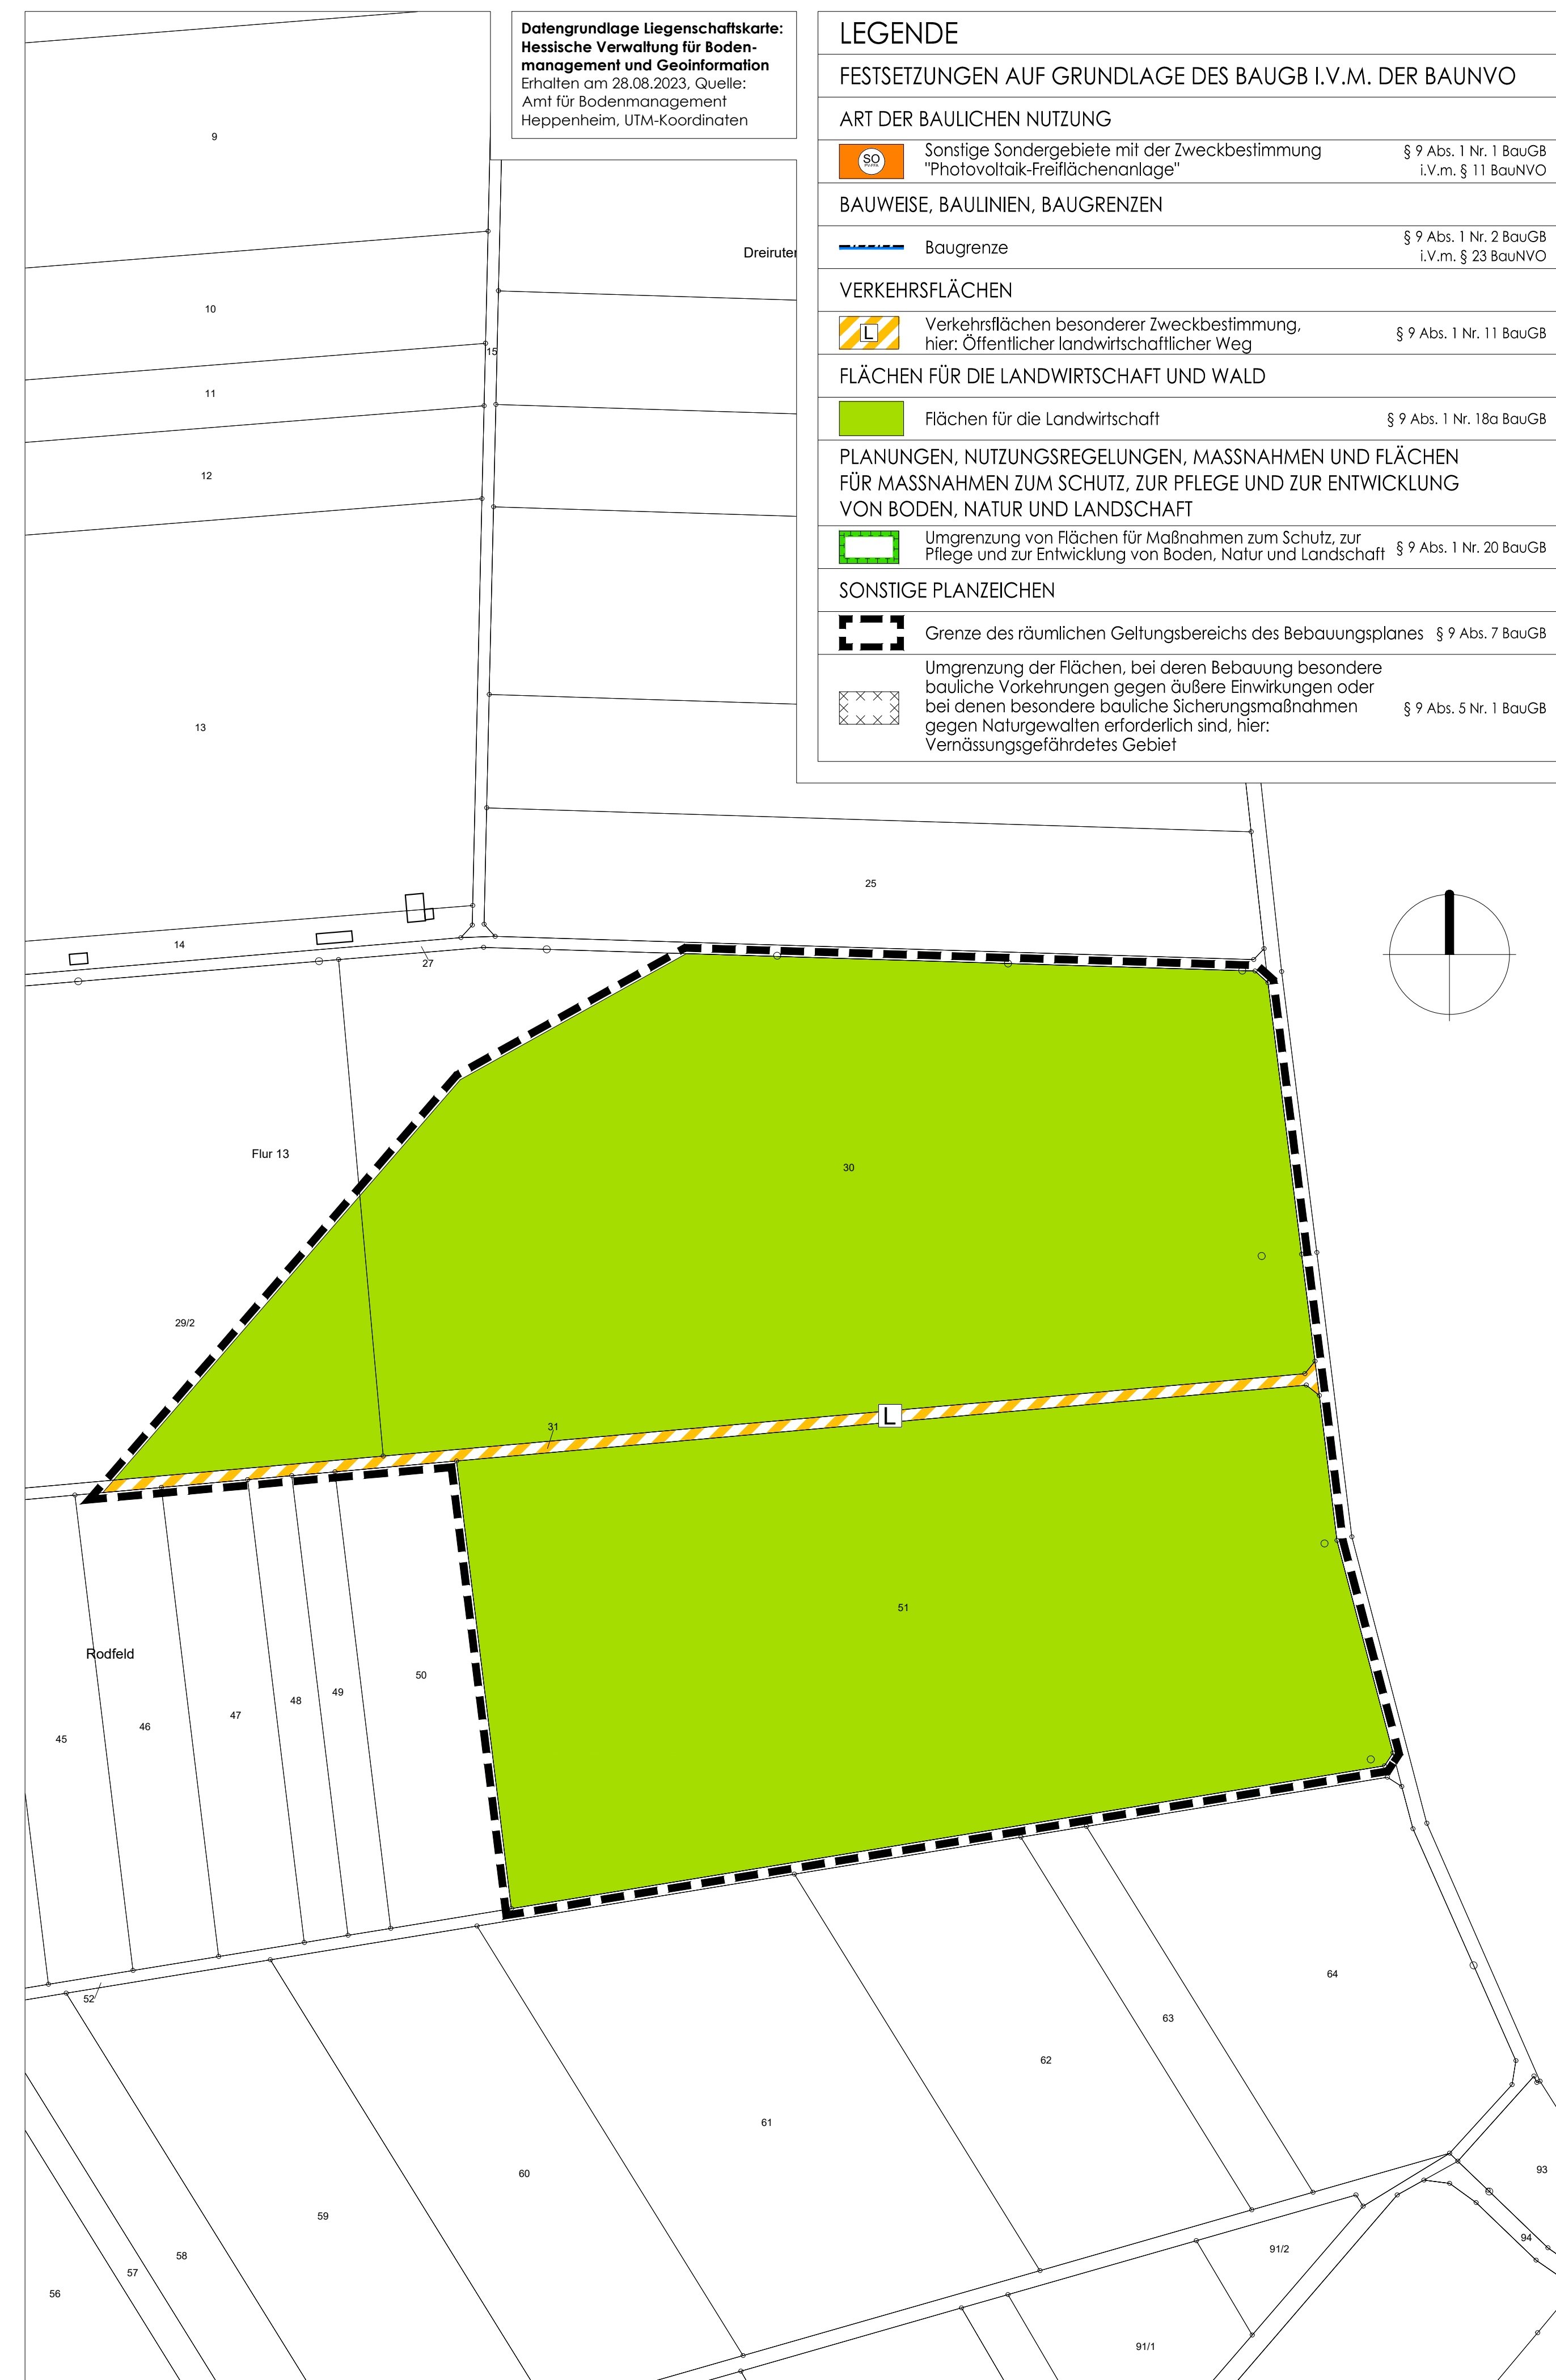 Datengrundlage Liegenschaftskarte:
Hessische Verwaltung für Boden-
management und Geoinformation
Erhalten am 28.08.2023, Quelle:
Amt für Bodenmanagement
Heppenheim, UTM-Koordinaten
LEGENDE
FESTSETZUNGEN AUF GRUNDLAGE DES BAUGB I.V.M. DER BAUNVO
ART DER BAULICHEN NUTZUNG
SO
Sonstige Sondergebiete mit der Zweckbestimmung
"Photovoltaik-Freiflächenanlage"
§ 9 Abs. 1 Nr. 1 BauGB
i.V.m. § 11 BauNVO
BAUWEISE, BAULINIEN, BAUGRENZEN
Baugrenze
§ 9 Abs. 1 Nr. 2 BauGB
i.V.m. § 23 BauNVO
VERKEHRSFLÄCHEN
L
Verkehrsflächen besonderer Zweckbestimmung,
hier: Öffentlicher landwirtschaftlicher Weg
§ 9 Abs. 1 Nr. 11 BauGB
FLÄCHEN FÜR DIE LANDWIRTSCHAFT UND WALD
Flächen für die Landwirtschaft
§ 9 Abs. 1 Nr. 18a BauGB
PLANUNGEN, NUTZUNGSREGELUNGEN, MASSNAHMEN UND FLÄCHEN
FÜR MASSNAHMEN ZUM SCHUTZ, ZUR PFLEGE UND ZUR ENTWICKLUNG
VON BODEN, NATUR UND LANDSCHAFT
Umgrenzung von Flächen für Maßnahmen zum Schutz, zur
Pflege und zur Entwicklung von Boden, Natur und Landschaft
§ 9 Abs. 1 Nr. 20 BauGB
SONSTIGE PLANZEICHEN
Grenze des räumlichen Geltungsbereichs des Bebauungsplanes
§ 9 Abs. 7 BauGB
Umgrenzung der Flächen, bei deren Bebauung besondere
bauliche Vorkehrungen gegen äußere Einwirkungen oder
bei denen besondere bauliche Sicherungsmaßnahmen
gegen Naturgewalten erforderlich sind, hier:
Vernässungsgefährdetes Gebiet
§ 9 Abs. 5 Nr. 1 BauGB
9
Dreiruten
10
15
11
12
13
25
14
27
Flur 13
30
29/2
L
31
51
Rodfeld
50
49
48
47
46
45
64
52
63
62
61
93
60
59
94
91/2
58
57
56
91/1